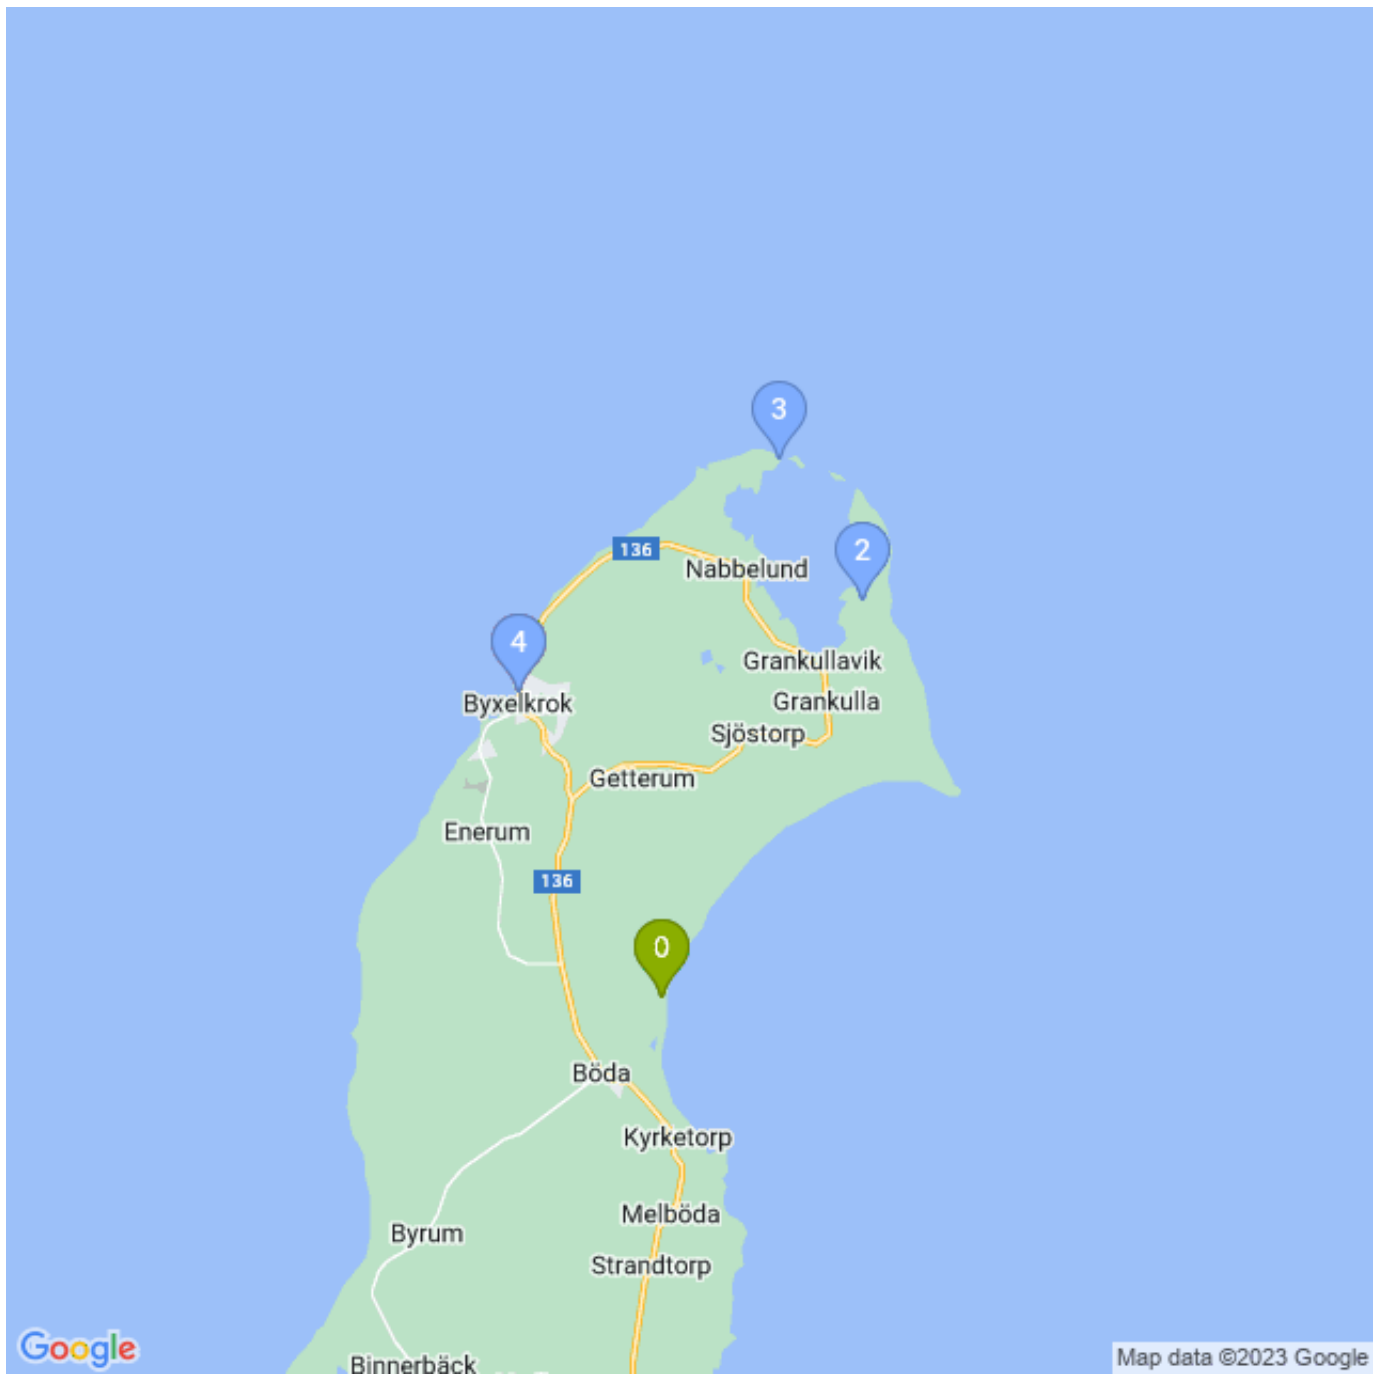 3
136
2
Nabbelund
4
Grankullavik
Byxelkrok
Grankulla
Sjöstorp
Getterum
Enerum
136
0
Böda
Kyrketorp
Melböda
Byrum
Strandtorp
Google
Binnerbäck
Map data ©2023 Google